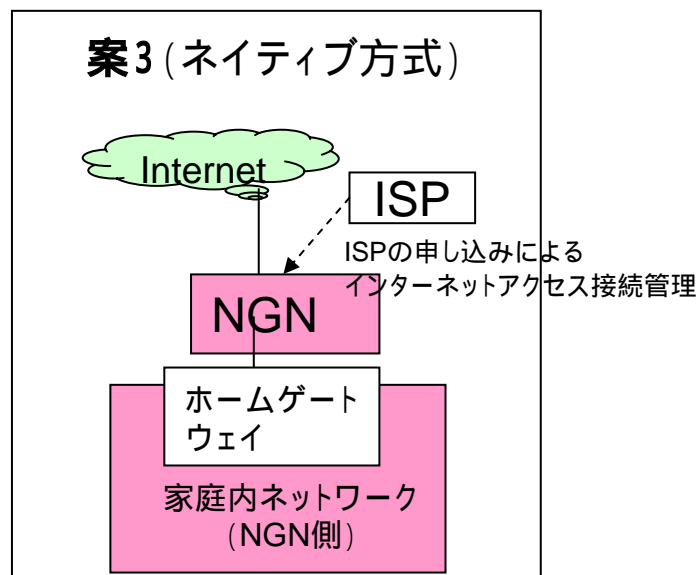 案3(ネイティブ方式)
Internet
ISP
ISPの申し込みによる
インターネットアクセス接続管理
NGN
ホームゲート
ウェイ
家庭内ネットワーク
(NGN側)